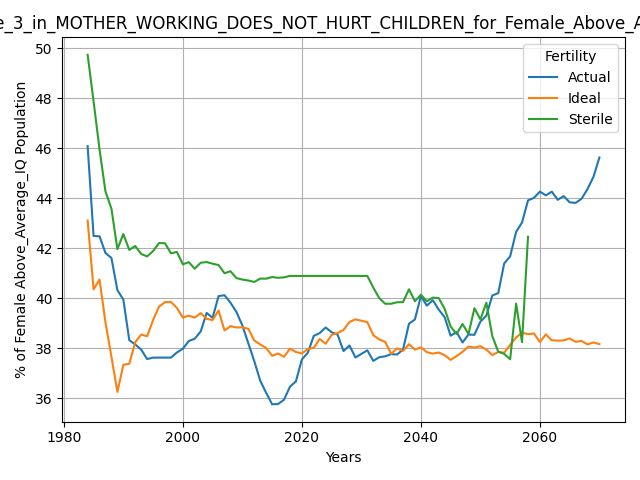 e_3_in_MOTHER_WORKING_DOES_NOT_HURT_CHILDREN_for_Female_Above_A
50
48
46
44
42
40
38
36
% of Female Above_Average_IQ Population
Fertility
Actual
Ideal
Sterile
1980
2000
2020
2040
2060
Years